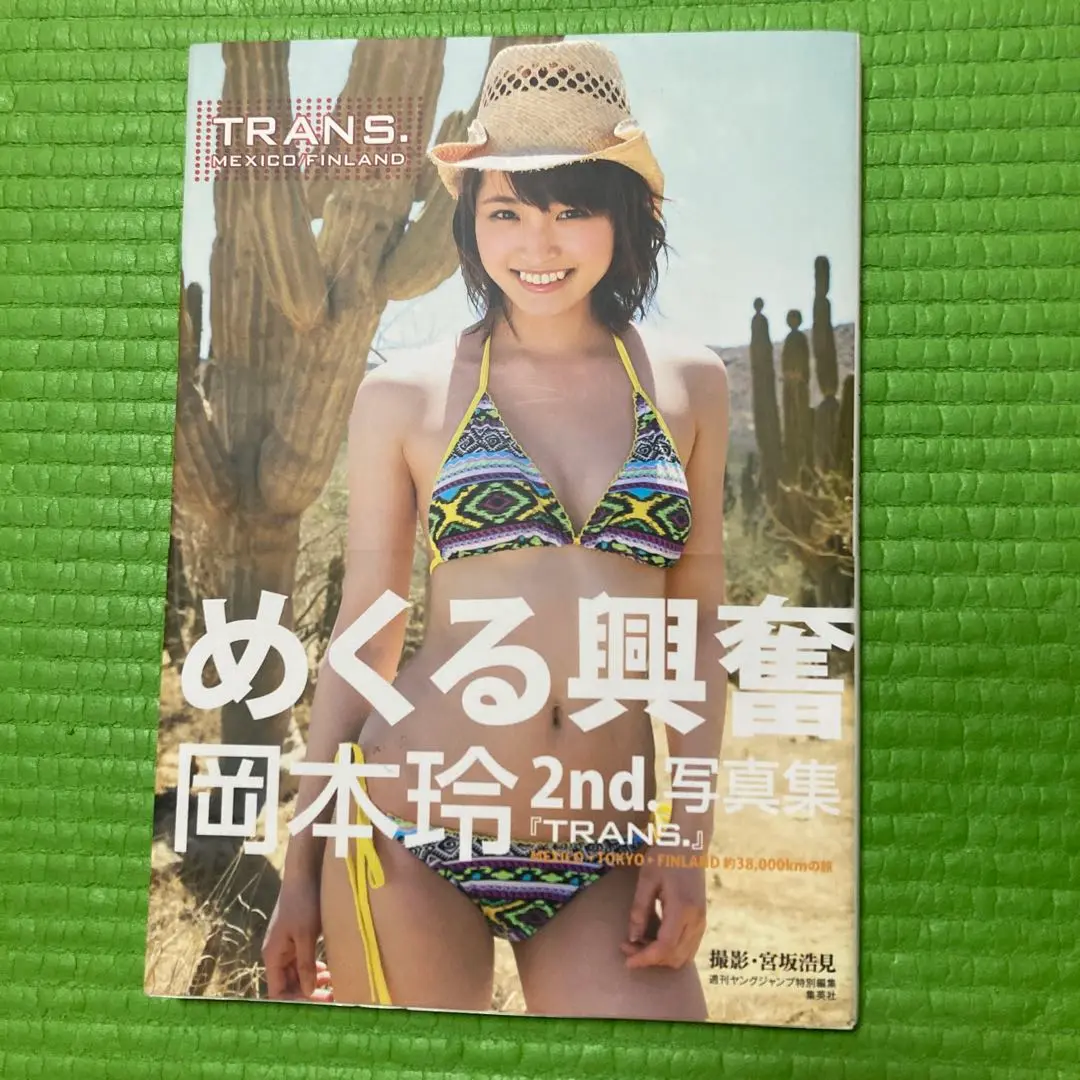 TRANS.
MEXICO/FINLAND
めくる興奮
岡本玲
2nd.写真集
『TRANS.』
MEXICO・TOKYO・FINLAND 約38,000kmの旅
撮影・宮坂浩見
週刊ヤングジャンプ特別編集
集英社